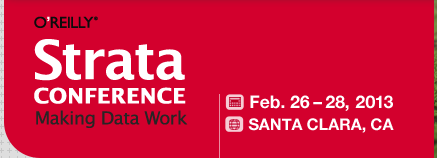 O'REILLY®
Strata
CONFERENCE
Making Data Work
Feb. 26 – 28, 2013
SANTA CLARA, CA